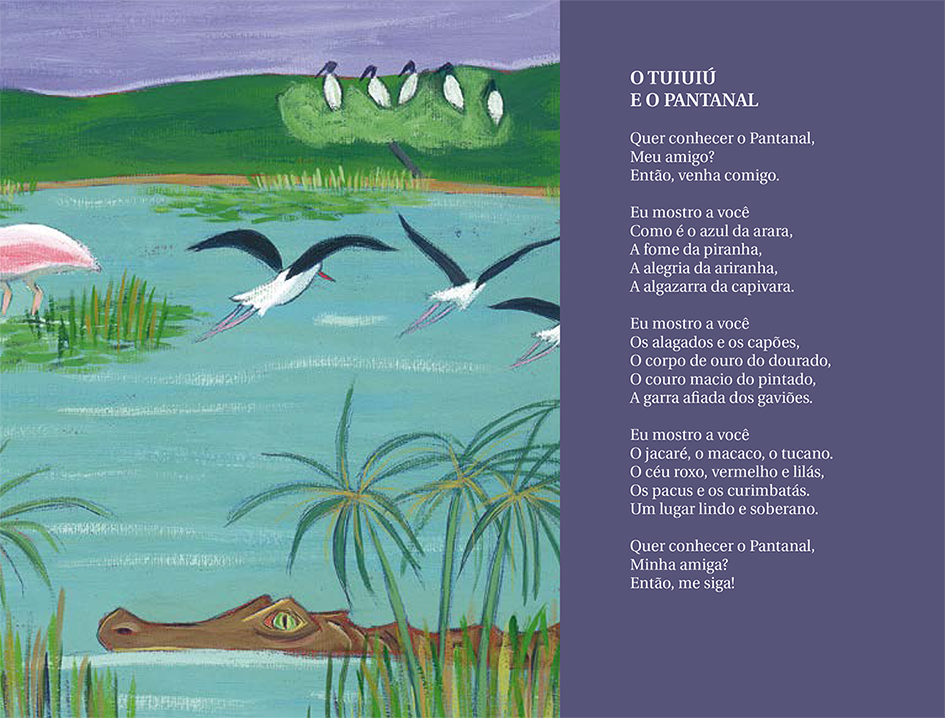 O TUIUIÚ
E O PANTANAL
Quer conhecer o Pantanal,
Meu amigo?
Então, venha comigo.
Eu mostro a você
Como é o azul da arara,
A fome da piranha,
A alegria da ariranha,
A algazarra da capivara.
Eu mostro a você
Os alagados e os capões,
O corpo de ouro do dourado,
O couro macio do pintado,
A garra afiada dos gaviões.
Eu mostro a você
O jacaré, o macaco, o tucano.
O céu roxo, vermelho e lilás,
Os pacus e os curimbatás.
Um lugar lindo e soberano.
Quer conhecer o Pantanal,
Minha amiga?
Então, me siga!